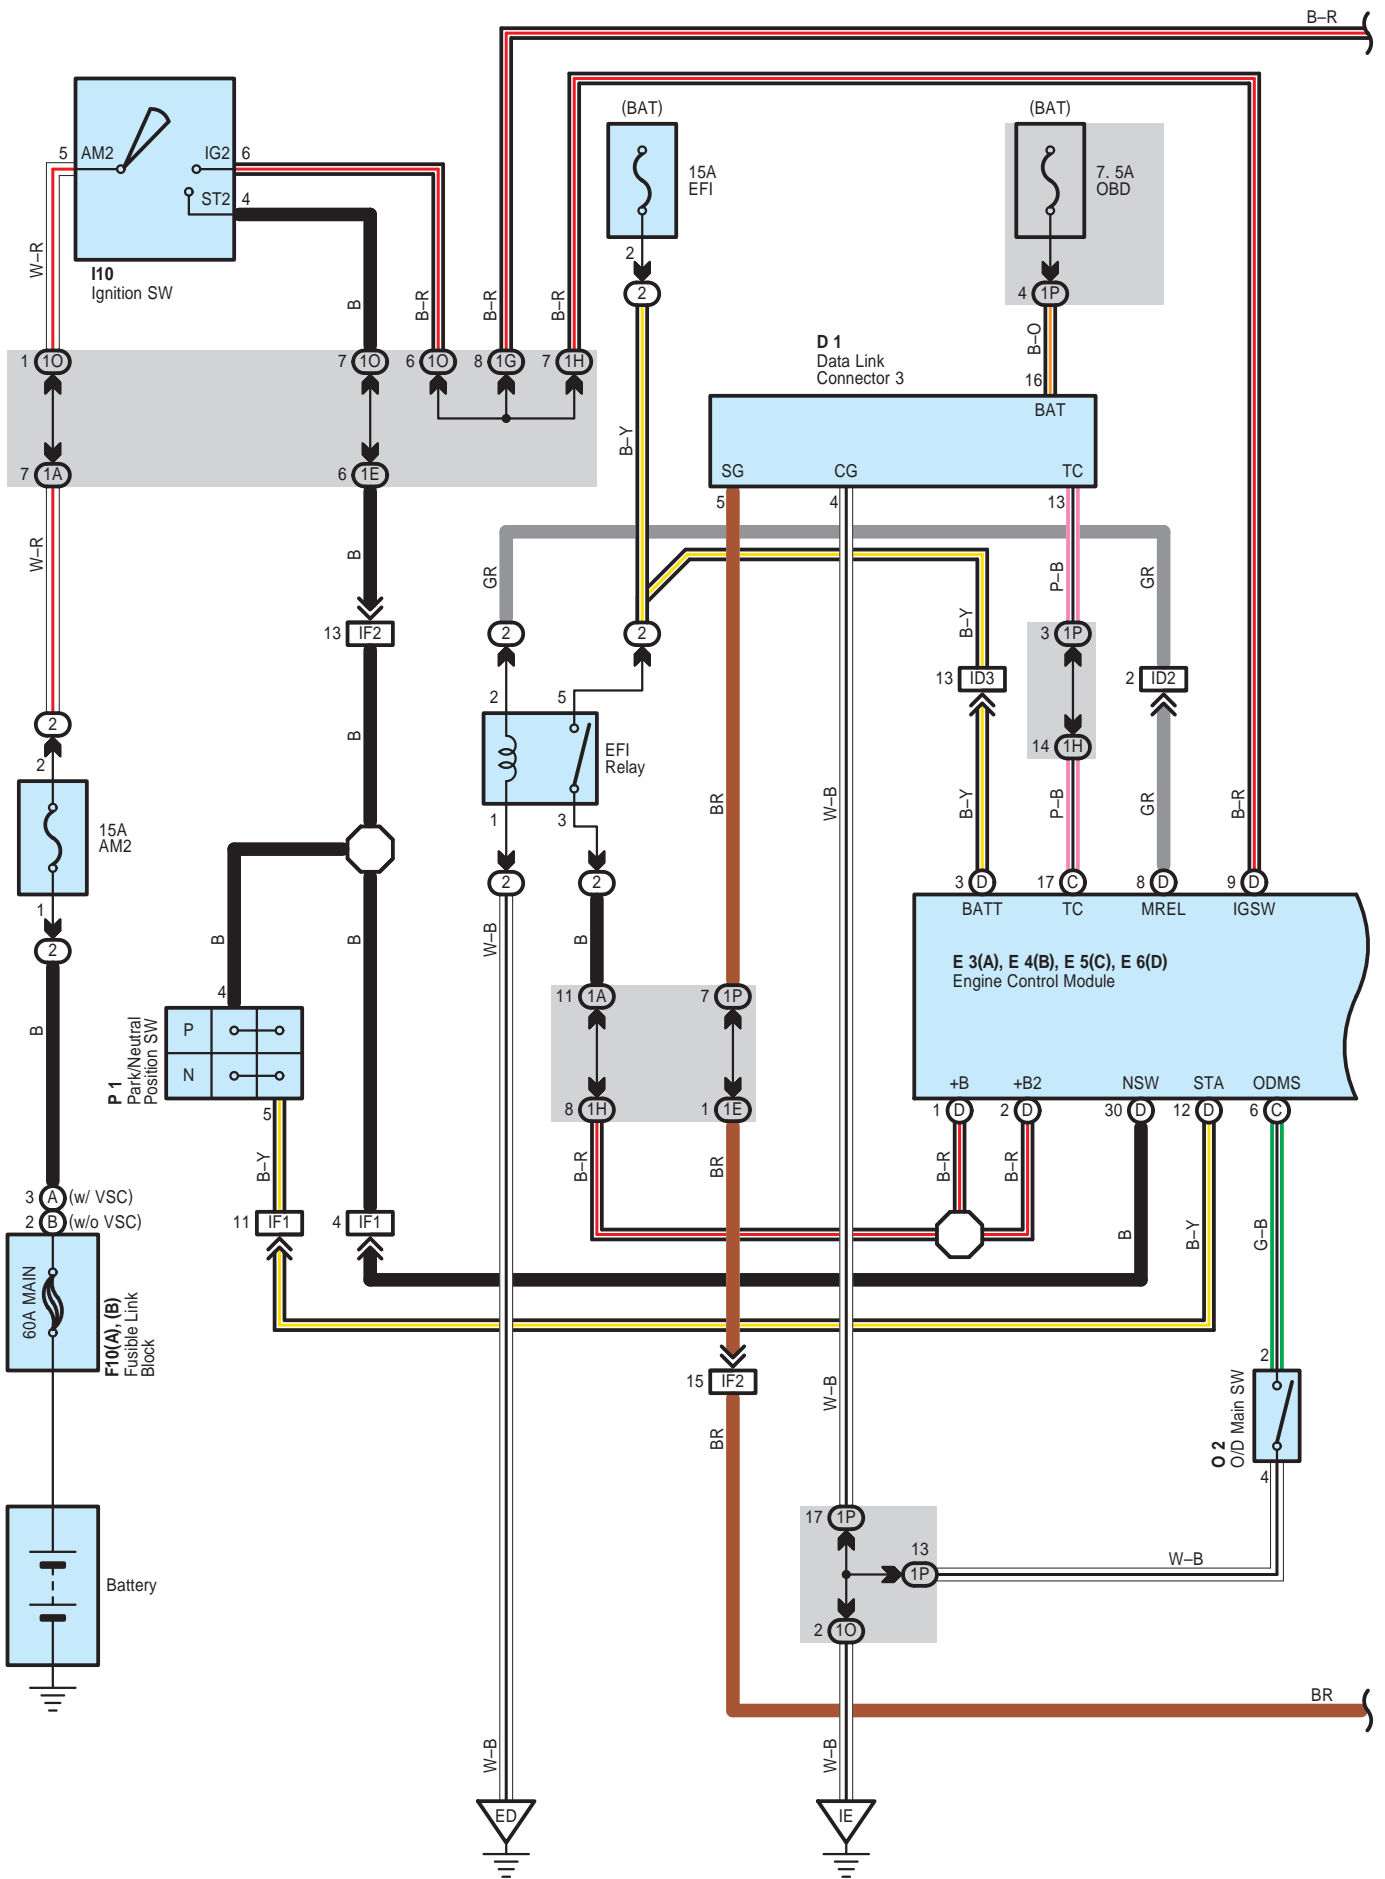 B–R
(BAT)
(BAT)
5 AM2
IG2 6
ST2 4
15A
EFI
7. 5A
OBD
W–R
I10
Ignition SW
2
2
4 1P
B
B–R
B–R
B–R
B–O
D 1
Data Link
Connector 3
1 1O
7 1O
6 1O
8 1G
7 1H
16
BAT
B–Y
7 1A
6 1E
SG
CG
TC
5
4
13
W–R
B
GR
P–B
GR
B–Y
13 IF2
2
2
3 1P
13 ID3
2 ID2
2
5
2
2
B
EFI
Relay
14 1H
15A
AM2
1
3
BR
W–B
B–Y
P–B
GR
B–R
2
2
3 D
17 C
8 D
9 D
1
2
BATT
TC
MREL
IGSW
B
B
W–B
B
E 3(A), E 4(B), E 5(C), E 6(D)
Engine Control Module
4
11 1A
7 1P
B
P
N
P 1
Park/Neutral
Position SW
+B
+B2
NSW
STA
ODMS
5
8 1H
1 1E
1 D
2 D
30 D
12 D
6 C
B–Y
B–R
BR
B–R
B–R
3 A (w/ VSC)
2 B (w/o VSC)
11 IF1
4 IF1
B
B–Y
G–B
60A MAIN
F10(A), (B)
Fusible Link
Block
15 IF2
2
W–B
BR
O 2
O/D Main SW
4
17 1P
13
1P
W–B
Battery
2 1O
BR
W–B
W–B
ED
IE